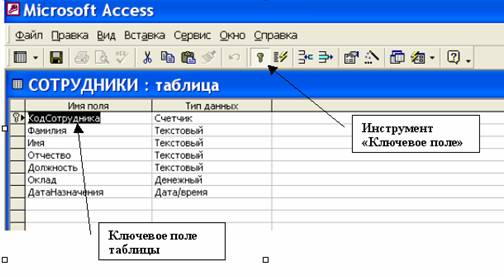 Microsoft Access
Файл Правка Вид Вставка Сервис Окно Справка
СОТРУДНИКИ : таблица
Имя поля Тип данных
КодСотрудника Счетчик
Фамилия Текстовый
Имя Текстовый
Отчество Текстовый
Должность Текстовый
Оклад Денежный
ДатаНазначения Дата/время
Инструмент
«Ключевое поле»
Ключевое поле
таблицы